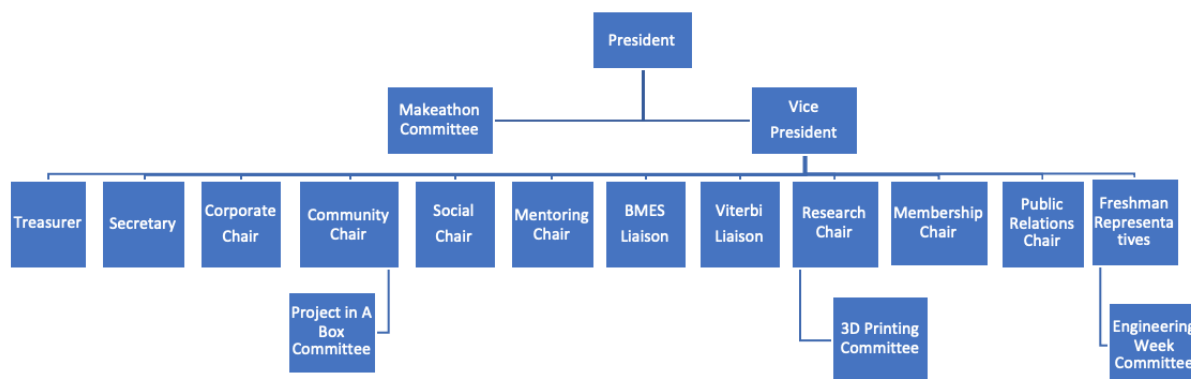 President
Makeathon
Committee
Vice
President
Treasurer
Secretary
Corporate
Chair
Community
Chair
Social
Chair
Mentoring
Chair
BMES
Liaison
Viterbi
Liaison
Research
Chair
Membership
Chair
Public
Relations
Chair
Freshman
Representa
tives
Project in A
Box
Committee
3D Printing
Committee
Engineering
Week
Committee